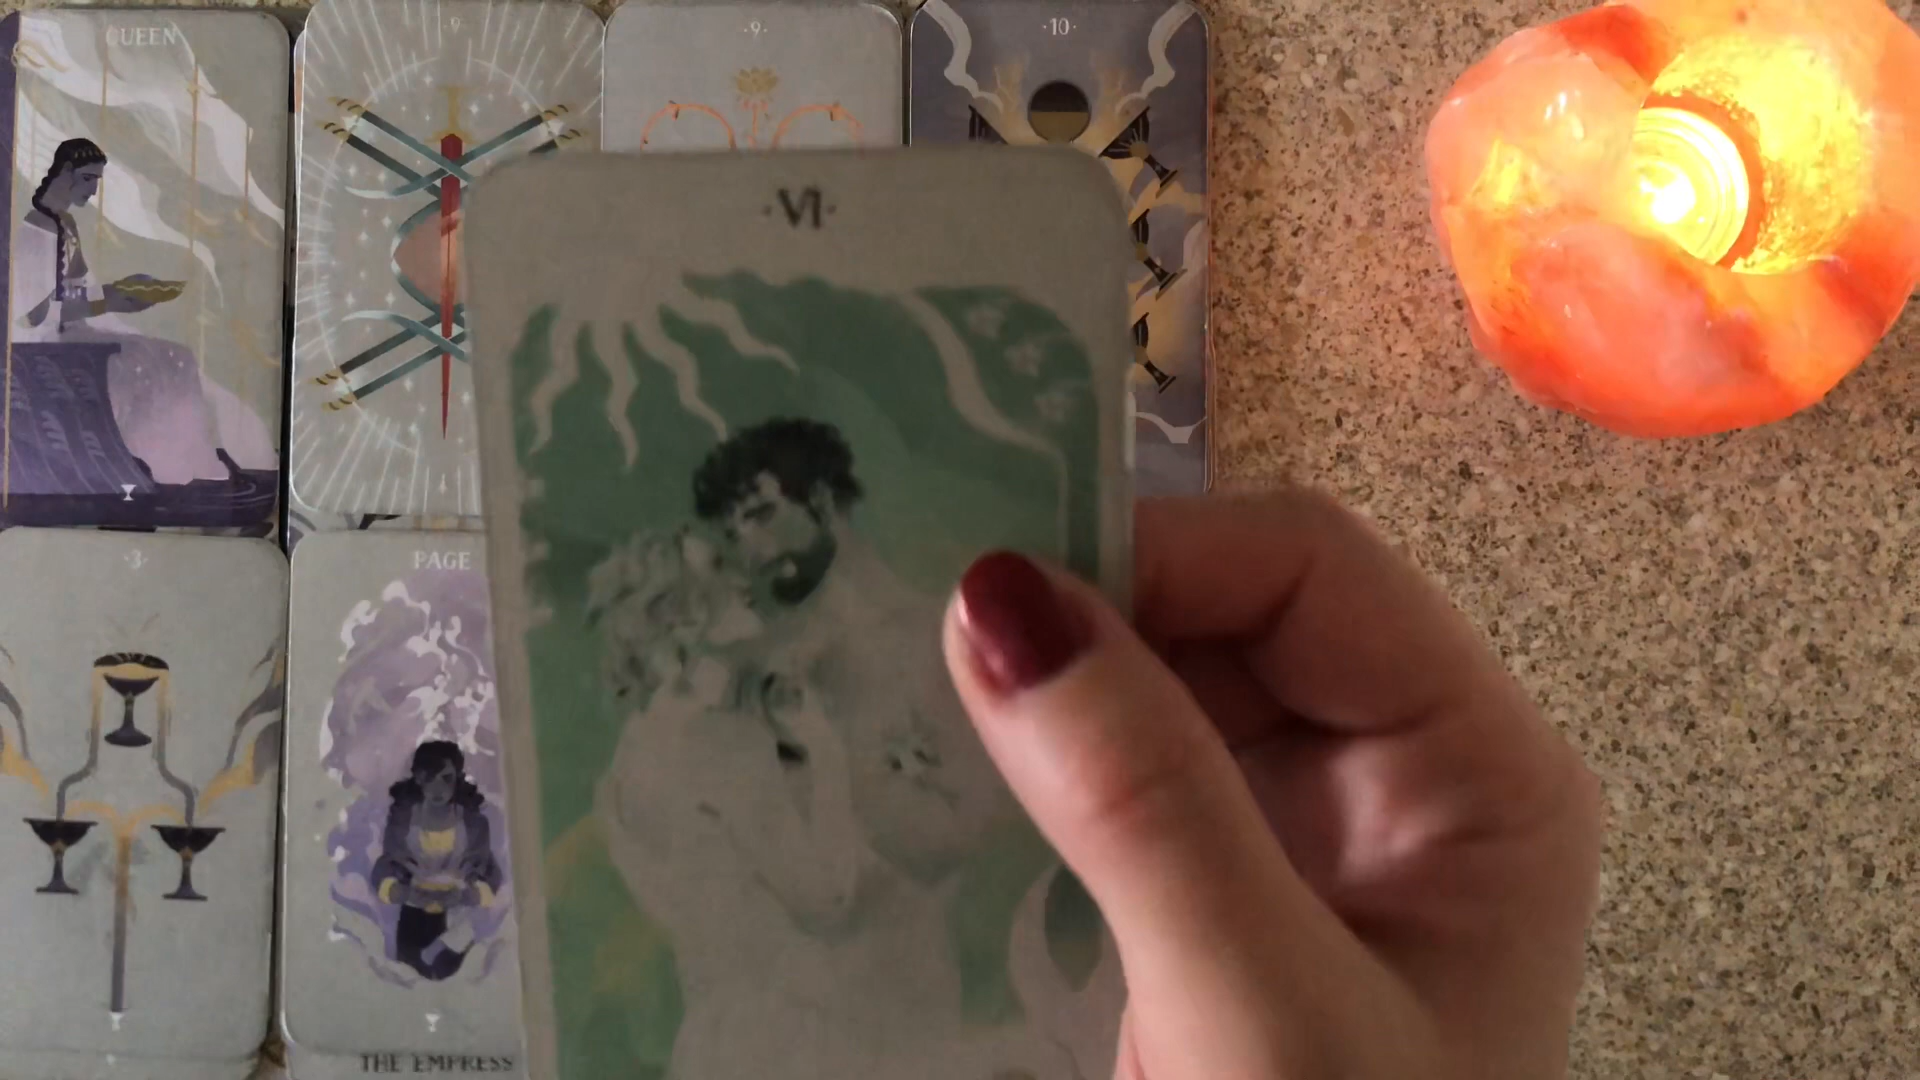 QUEEN
·9·
·9·
·10·
·VI·
·3·
PAGE
THE EMPRESS